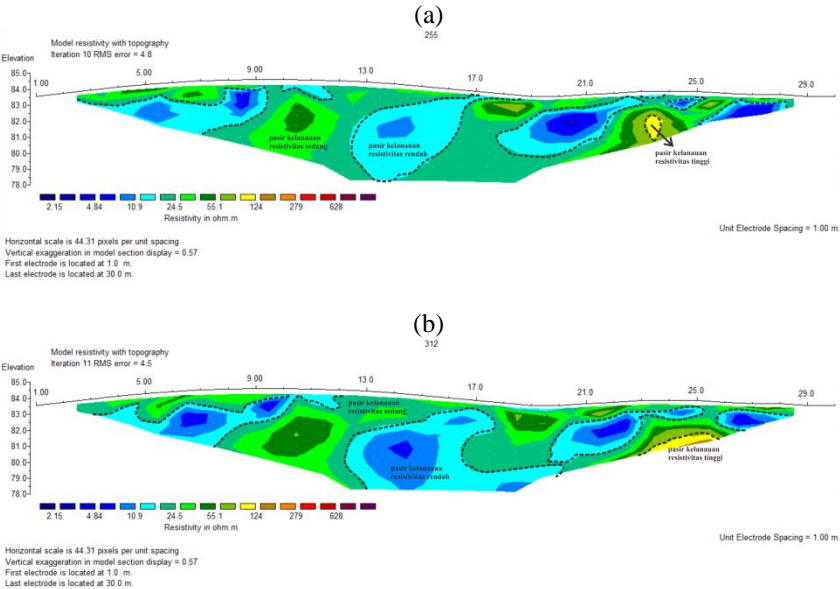 (a)
255
Model resistivity with topography
Iteration 10 RMS error = 4.8
Elevation
85.0
84.0
83.0
82.0
81.0
80.0
79.0
78.0
1.00 5.00 9.00 13.0 17.0 21.0 25.0 29.0
pasir kelanauan
resistivitas sedang
pasir kelanauan
resistivitas rendah
pasir kelanauan
resistivitas tinggi
2.15 4.84 10.9 24.5 55.1 124 279 628
Resistivity in ohm.m
Unit Electrode Spacing = 1.00 m.
Horizontal scale is 44.31 pixels per unit spacing
Vertical exaggeration in model section display = 0.57
First electrode is located at 1.0 m.
Last electrode is located at 30.0 m.
(b)
312
Model resistivity with topography
Iteration 11 RMS error = 4.5
Elevation
85.0
84.0
83.0
82.0
81.0
80.0
79.0
78.0
1.00 5.00 9.00 13.0 17.0 21.0 25.0 29.0
pasir kelanauan
resistivitas sedang
pasir kelanauan
resistivitas rendah
pasir kelanauan
resistivitas tinggi
2.15 4.84 10.9 24.5 55.1 124 279 628
Resistivity in ohm.m
Unit Electrode Spacing = 1.00 m.
Horizontal scale is 44.31 pixels per unit spacing
Vertical exaggeration in model section display = 0.57
First electrode is located at 1.0 m.
Last electrode is located at 30.0 m.